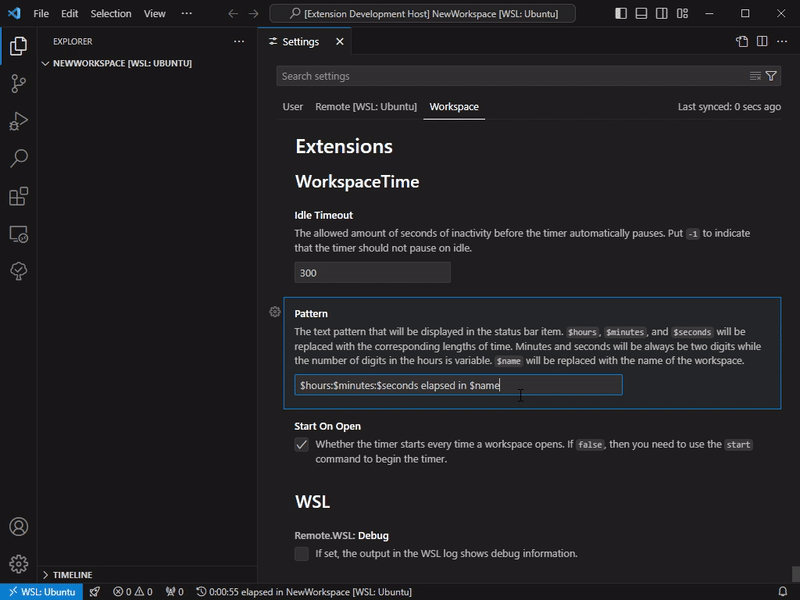 File Edit Selection View ··· [Extension Development Host] NewWorkspace [WSL: Ubuntu]
EXPLORER ···
NEWWORKSPACE [WSL: UBUNTU]
Settings
Search settings
User Remote [WSL: Ubuntu] Workspace Last synced: 0 secs ago
Extensions
WorkspaceTime
Idle Timeout
The allowed amount of seconds of inactivity before the timer automatically pauses. Put -1 to indicate
that the timer should not pause on idle.
300
Pattern
The text pattern that will be displayed in the status bar item. $hours, $minutes, and $seconds will be
replaced with the corresponding lengths of time. Minutes and seconds will be always be two digits while
the number of digits in the hours is variable. $name will be replaced with the name of the workspace.
$hours:$minutes:$seconds elapsed in $name
Start On Open
Whether the timer starts every time a workspace opens. If false, then you need to use the start
command to begin the timer.
WSL
Remote.WSL: Debug
If set, the output in the WSL log shows debug information.
TIMELINE
WSL: Ubuntu 0 0 0 0:00:55 elapsed in NewWorkspace [WSL: Ubuntu]